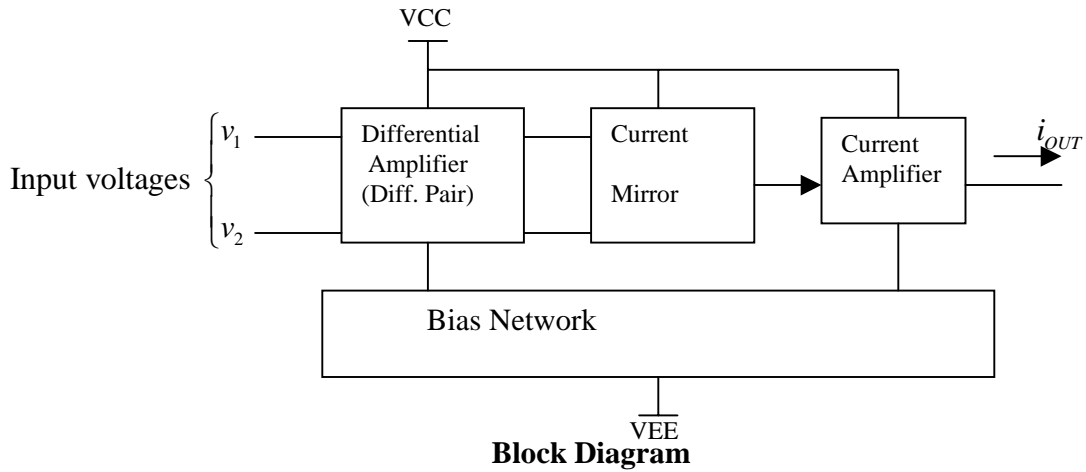 VCC
v1
Input voltages
v2
Differential
Amplifier
(Diff. Pair)
Current
Mirror
Current
Amplifier
iOUT
Bias Network
VEE
Block Diagram